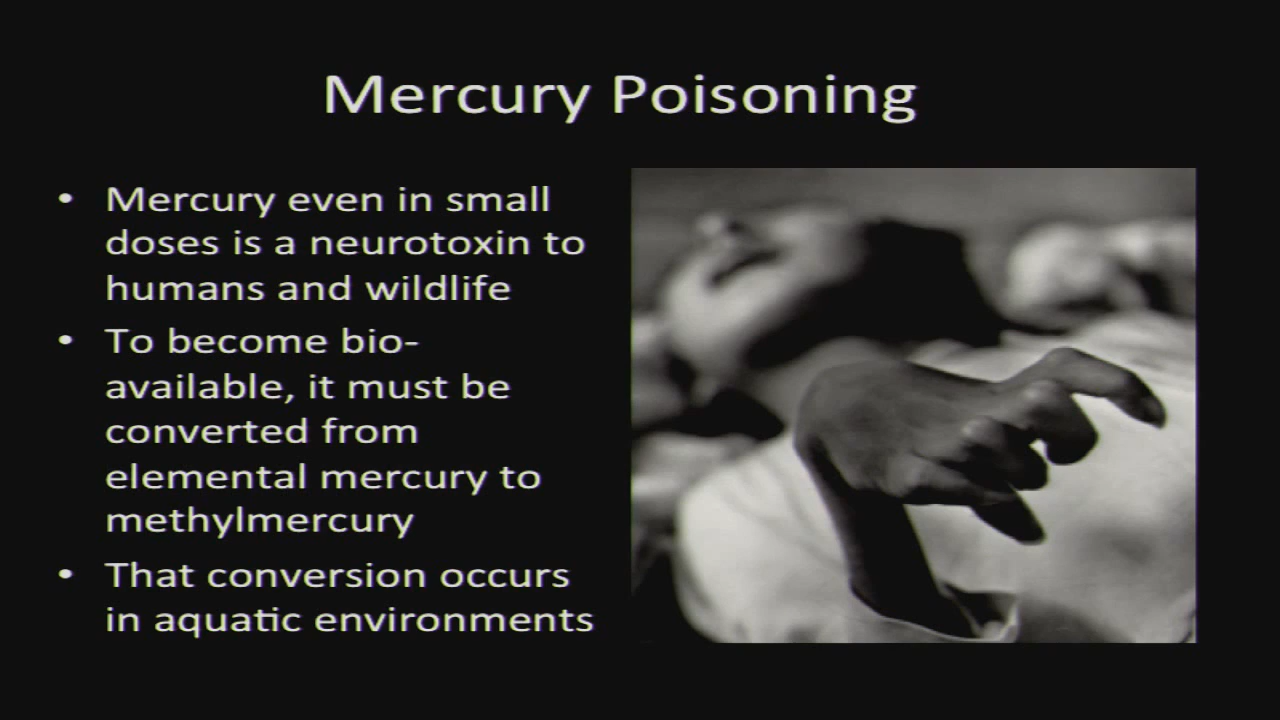 Mercury Poisoning
• Mercury even in small
doses is a neurotoxin to
humans and wildlife
• To become bio-
available, it must be
converted from
elemental mercury to
methylmercury
• That conversion occurs
in aquatic environments